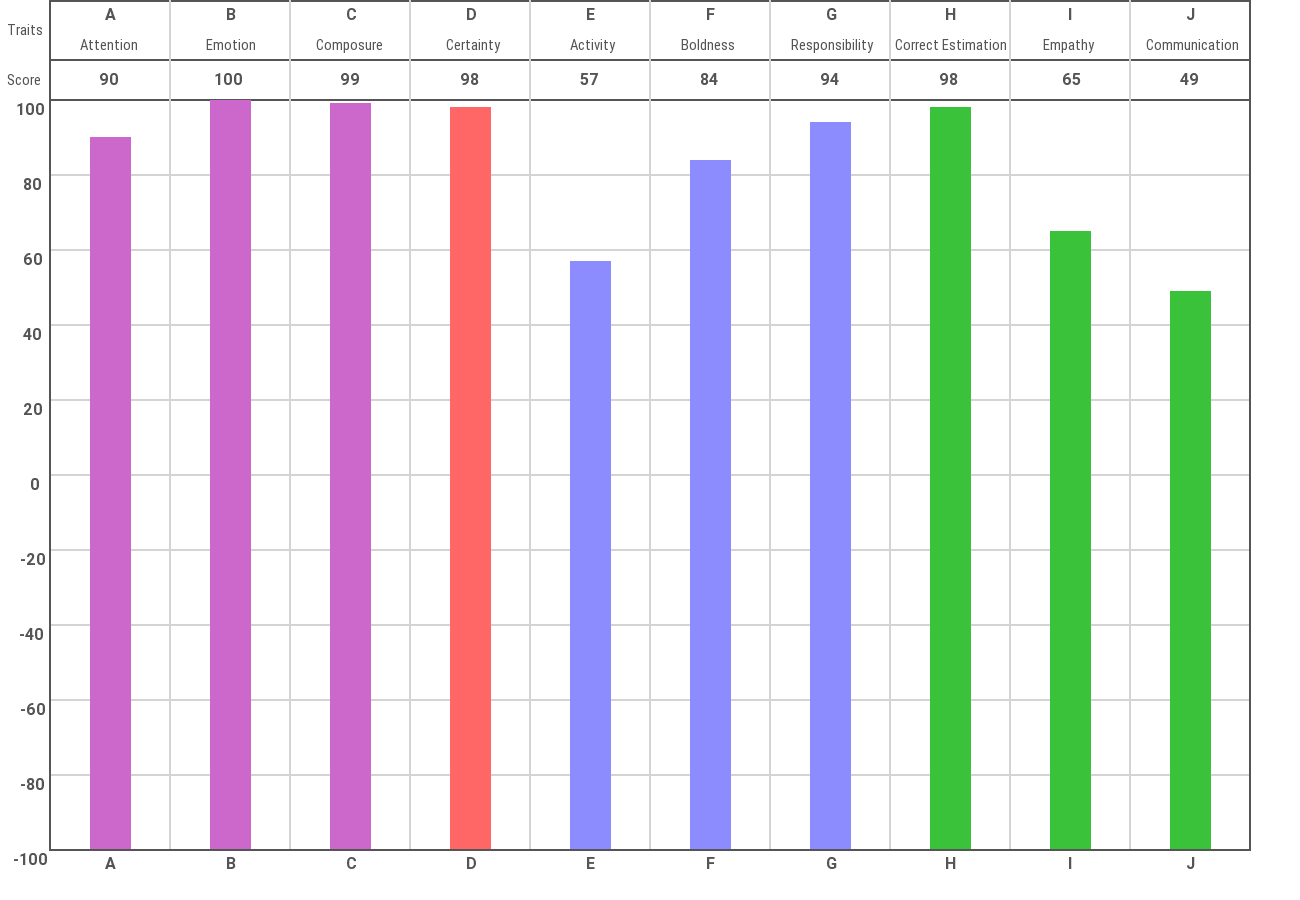 A B C D E F G H I J
Traits
Attention Emotion Composure Certainty Activity Boldness Responsibility Correct Estimation Empathy Communication
Score 90 100 99 98 57 84 94 98 65 49
100
80
60
40
20
0
-20
-40
-60
-80
-100
A B C D E F G H I J